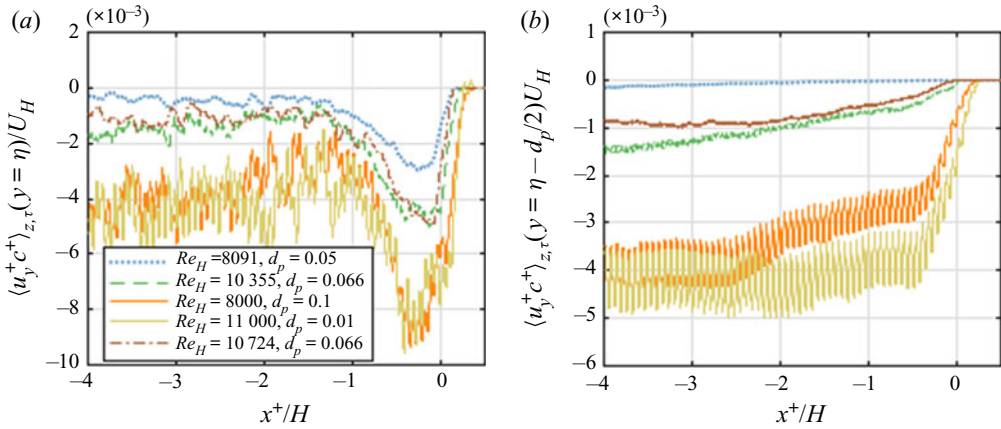 (a)
(×10⁻³)
2
0
−2
−4
−6
−8
−10
−4
−3
−2
−1
0
x⁺/H
⟨u_y⁺c⁺⟩_{z,τ}(y = η)/U_H
Re_H =8091, d_p = 0.05
Re_H = 10 355, d_p = 0.066
Re_H = 8000, d_p = 0.1
Re_H = 11 000, d_p = 0.01
Re_H = 10 724, d_p = 0.066
(b)
(×10⁻³)
1
0
−1
−2
−3
−4
−5
−6
−4
−3
−2
−1
0
x⁺/H
⟨u_y⁺c⁺⟩_{z,τ}(y = η − d_p/2)U_H